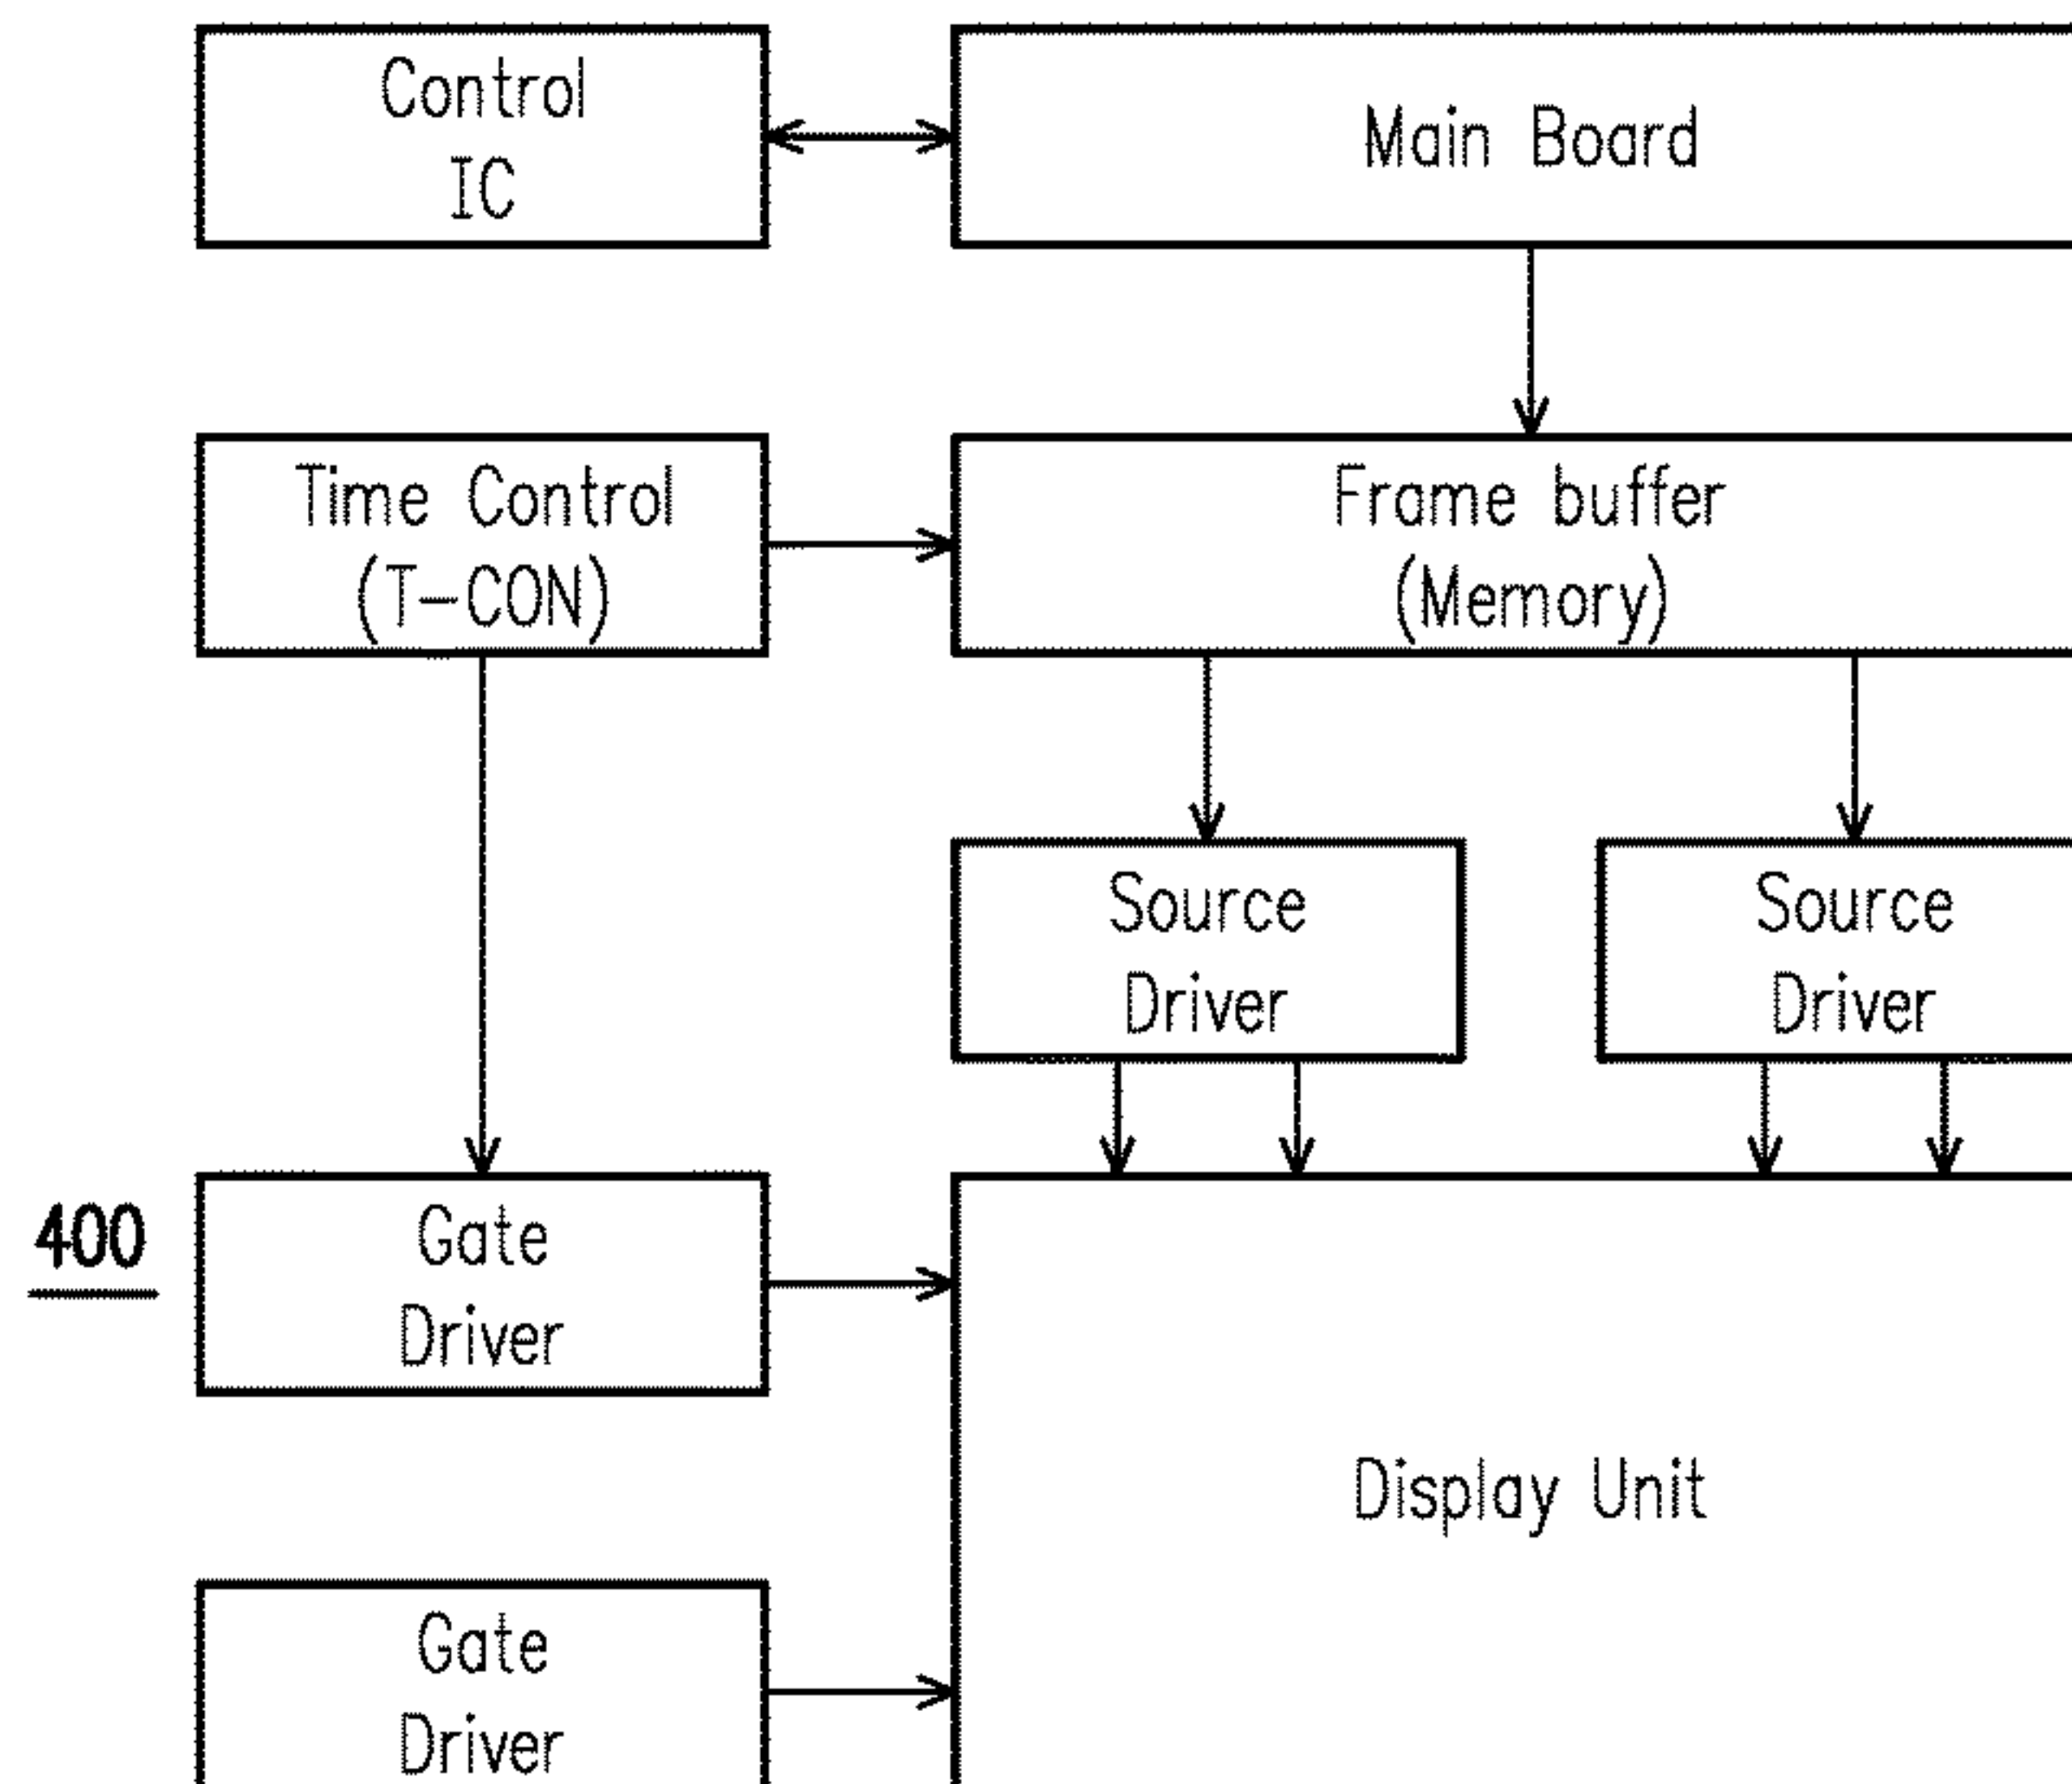 Control
IC
Main Board
Time Control
(T-CON)
Frame buffer
(Memory)
Source
Driver
Source
Driver
400
Gate
Driver
Display Unit
Gate
Driver